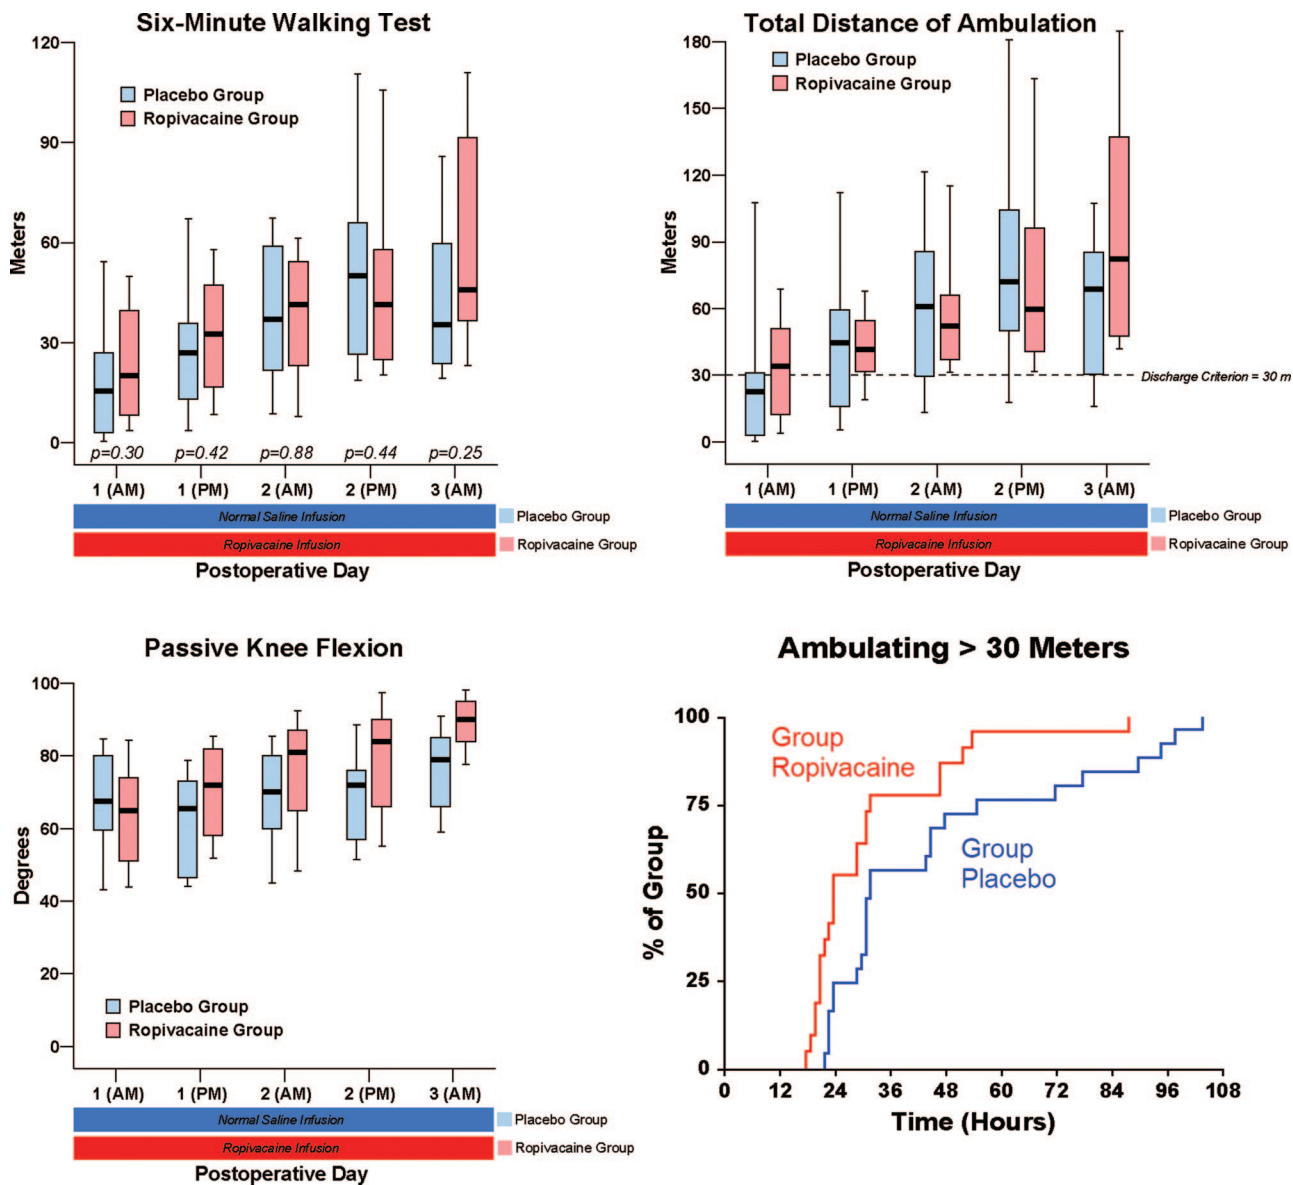 Six-Minute Walking Test
120
90
60
30
0
Meters
Placebo Group
Ropivacaine Group
p=0.30 p=0.42 p=0.88 p=0.44 p=0.25
1 (AM) 1 (PM) 2 (AM) 2 (PM) 3 (AM)
Normal Saline Infusion Placebo Group
Ropivacaine Infusion Ropivacaine Group
Postoperative Day
Total Distance of Ambulation
180
150
120
90
60
30
0
Meters
Placebo Group
Ropivacaine Group
Discharge Criterion = 30 m
1 (AM) 1 (PM) 2 (AM) 2 (PM) 3 (AM)
Normal Saline Infusion Placebo Group
Ropivacaine Infusion Ropivacaine Group
Postoperative Day
Passive Knee Flexion
100
80
60
40
20
0
Degrees
Placebo Group
Ropivacaine Group
1 (AM) 1 (PM) 2 (AM) 2 (PM) 3 (AM)
Normal Saline Infusion Placebo Group
Ropivacaine Infusion Ropivacaine Group
Postoperative Day
Ambulating > 30 Meters
100
75
50
25
0
% of Group
Group
Ropivacaine
Group
Placebo
0 12 24 36 48 60 72 84 96 108
Time (Hours)